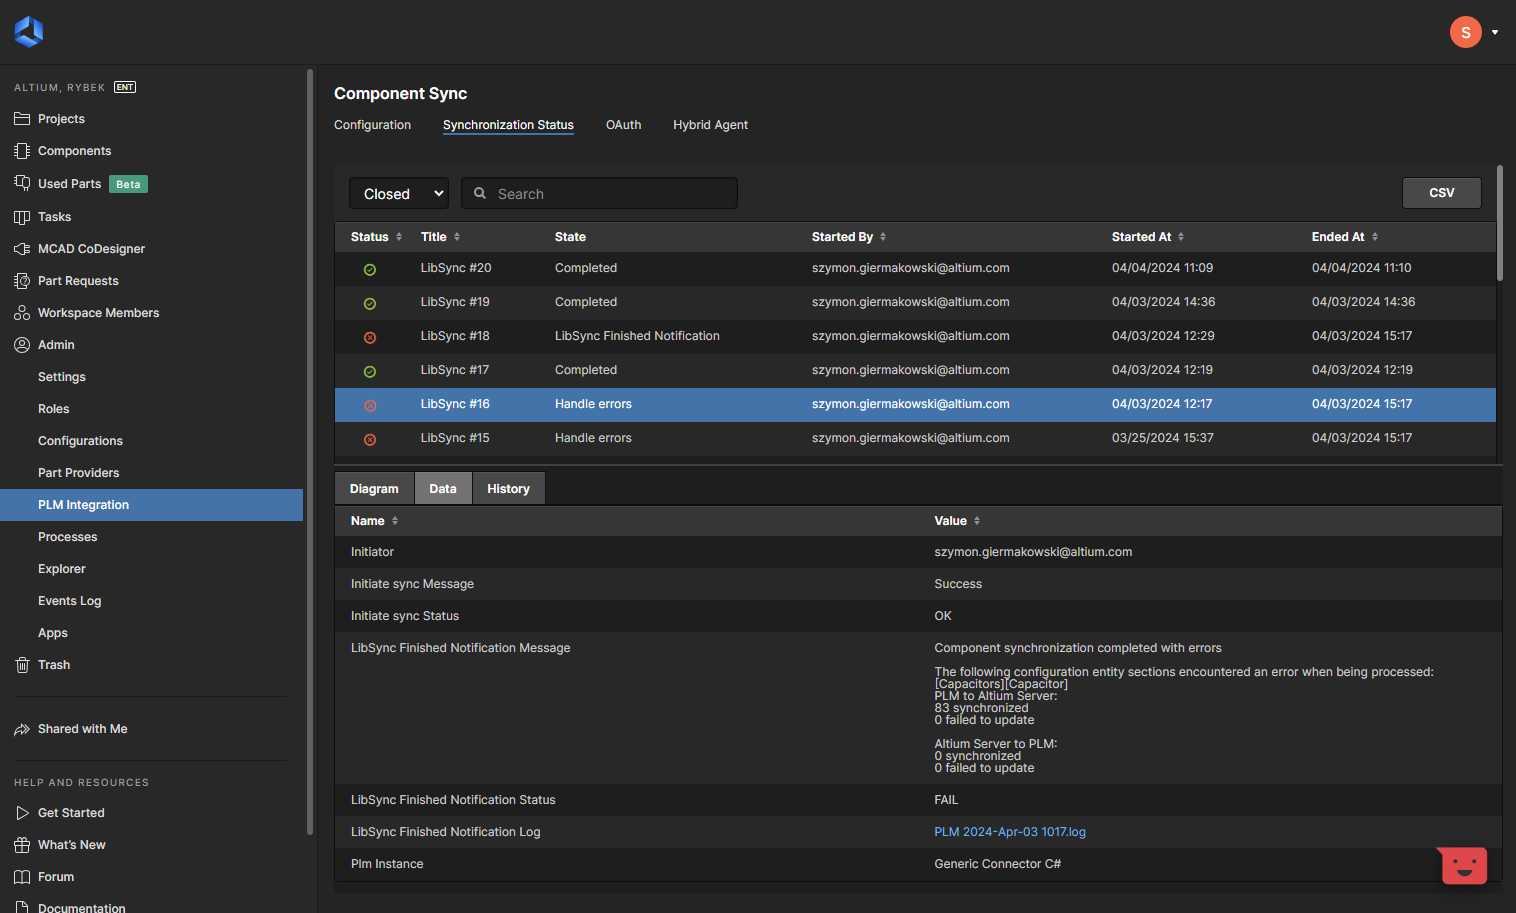 S
ALTIUM, RYBEK ENT
Projects
Components
Used Parts Beta
Tasks
MCAD CoDesigner
Part Requests
Workspace Members
Admin
Settings
Roles
Configurations
Part Providers
PLM Integration
Processes
Explorer
Events Log
Apps
Trash
Shared with Me
HELP AND RESOURCES
Get Started
What's New
Forum
Documentation
Component Sync
Configuration Synchronization Status OAuth Hybrid Agent
Closed Search CSV
Status Title State Started By Started At Ended At
LibSync #20 Completed szymon.giermakowski@altium.com 04/04/2024 11:09 04/04/2024 11:10
LibSync #19 Completed szymon.giermakowski@altium.com 04/03/2024 14:36 04/03/2024 14:36
LibSync #18 LibSync Finished Notification szymon.giermakowski@altium.com 04/03/2024 12:29 04/03/2024 15:17
LibSync #17 Completed szymon.giermakowski@altium.com 04/03/2024 12:19 04/03/2024 12:19
LibSync #16 Handle errors szymon.giermakowski@altium.com 04/03/2024 12:17 04/03/2024 15:17
LibSync #15 Handle errors szymon.giermakowski@altium.com 03/25/2024 15:37 04/03/2024 15:17
Diagram Data History
Name Value
Initiator szymon.giermakowski@altium.com
Initiate sync Message Success
Initiate sync Status OK
LibSync Finished Notification Message Component synchronization completed with errors
The following configuration entity sections encountered an error when being processed:
[Capacitors][Capacitor]
PLM to Altium Server:
83 synchronized
0 failed to update
Altium Server to PLM:
0 synchronized
0 failed to update
LibSync Finished Notification Status FAIL
LibSync Finished Notification Log PLM 2024-Apr-03 1017.log
Plm Instance Generic Connector C#